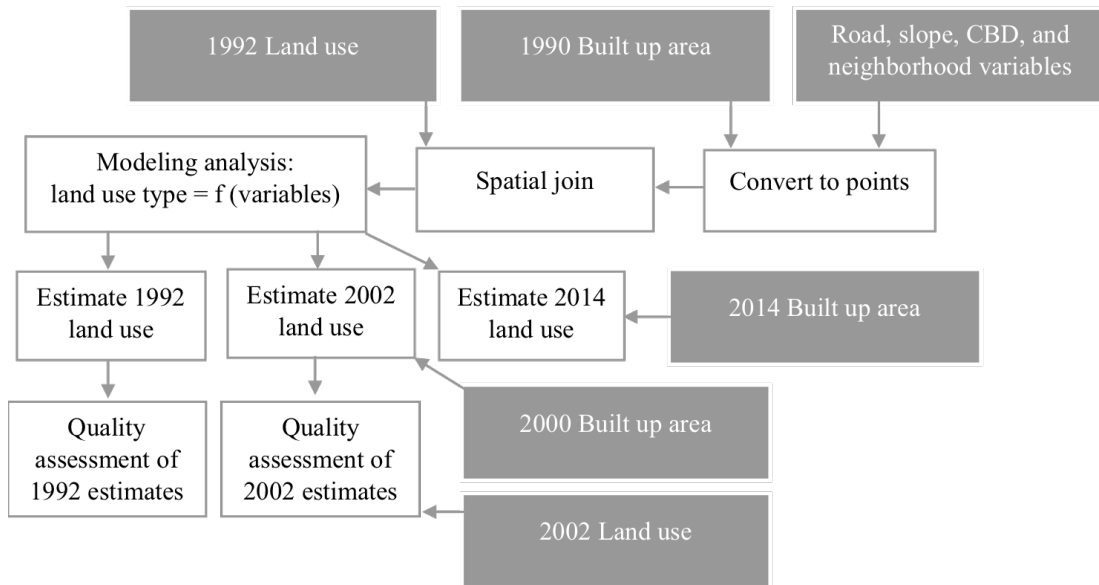 1992 Land use
1990 Built up area
Road, slope, CBD, and
neighborhood variables
Modeling analysis:
land use type = f (variables)
Spatial join
Convert to points
Estimate 1992
land use
Estimate 2002
land use
Estimate 2014
land use
2014 Built up area
Quality
assessment of
1992 estimates
Quality
assessment of
2002 estimates
2000 Built up area
2002 Land use